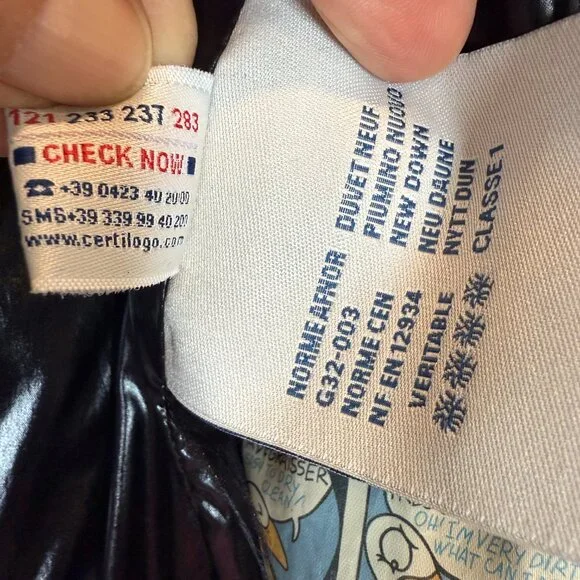 121 233 237 283
CHECK NOW
+39 0423 40 20 00
SMS+39 339 99 40 200
www.certilogo.com
NORME AFNOR
G32-003
NORME CEN
NF EN 12934
VERITABLE
DUVET NEUF
PIUMINO NUOVO
NEW DOWN
NEU DAUNE
NYTT DUN
CLASSE 1
OH! I'M VERY DIRT
WHAT CAN